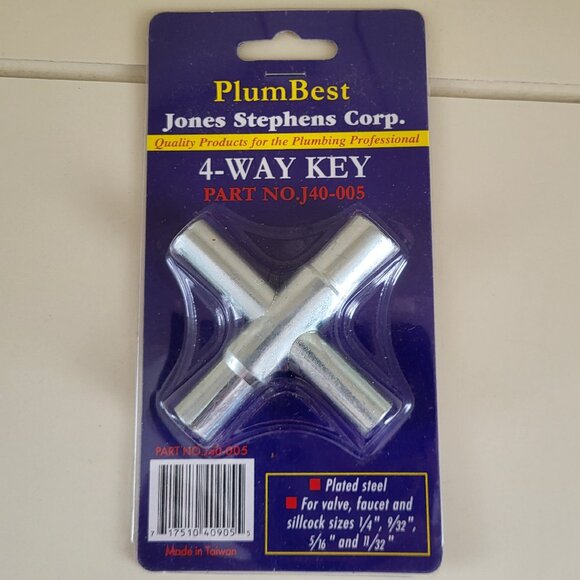 PlumBest
Jones Stephens Corp.
Quality Products for the Plumbing Professional
4-WAY KEY
PART NO.J40-005
PART NO.J40-005
7 17510 40905 5
Made in Taiwan
Plated steel
For valve, faucet and
sillcock sizes 1/4", 9/32",
5/16" and 11/32"